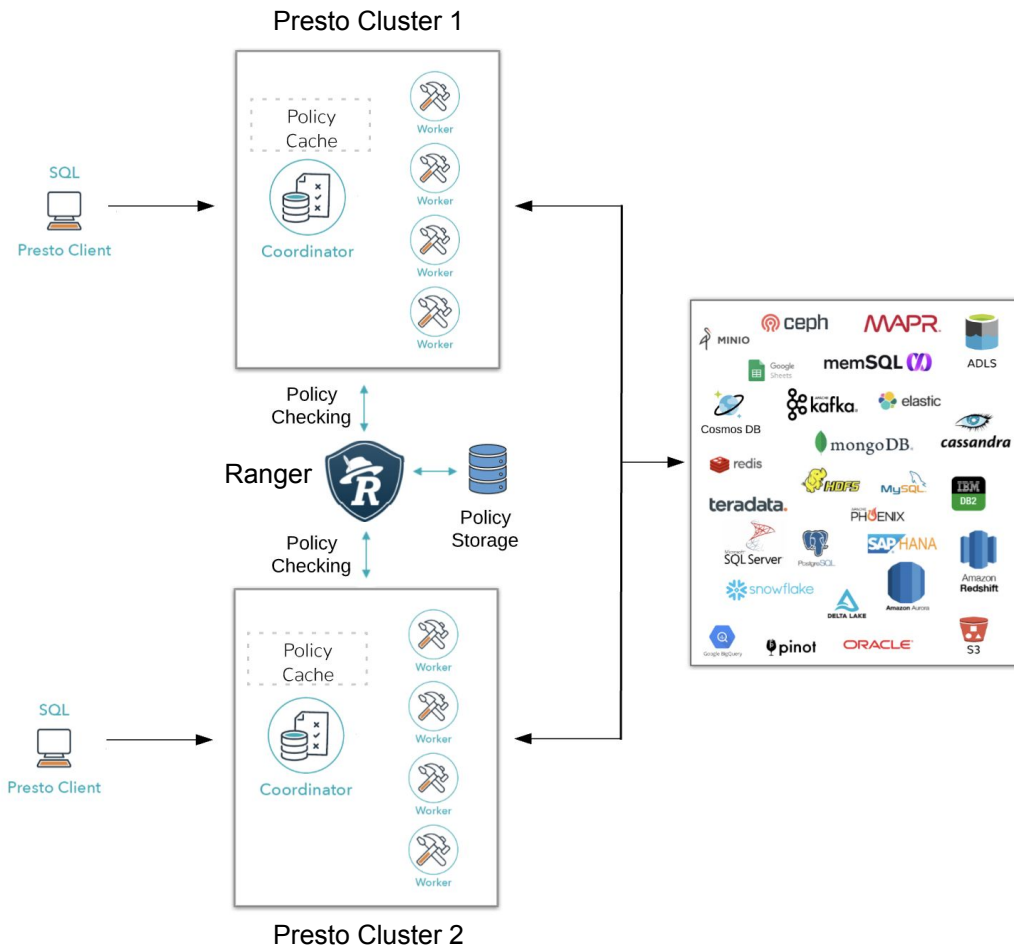 Presto Cluster 1
Policy
Cache
Worker
SQL
Worker
Presto Client
Coordinator
Worker
Worker
Policy
Checking
Ranger
R
Policy
Storage
Policy
Checking
ceph
MAPR.
MINIO
ADLS
Google
Sheets
memSQL
Cosmos DB
APACHE
kafka.
elastic
mongoDB.
cassandra
redis
HDFS
MySQL
IBM
DB2
teradata.
APACHE
PHOENIX
Microsoft
SQL Server
PostgreSQL
SAP HANA
Amazon
Redshift
snowflake
DELTA LAKE
Amazon Aurora
Google BigQuery
pinot
ORACLE
S3
Policy
Cache
Worker
SQL
Worker
Presto Client
Coordinator
Worker
Worker
Presto Cluster 2